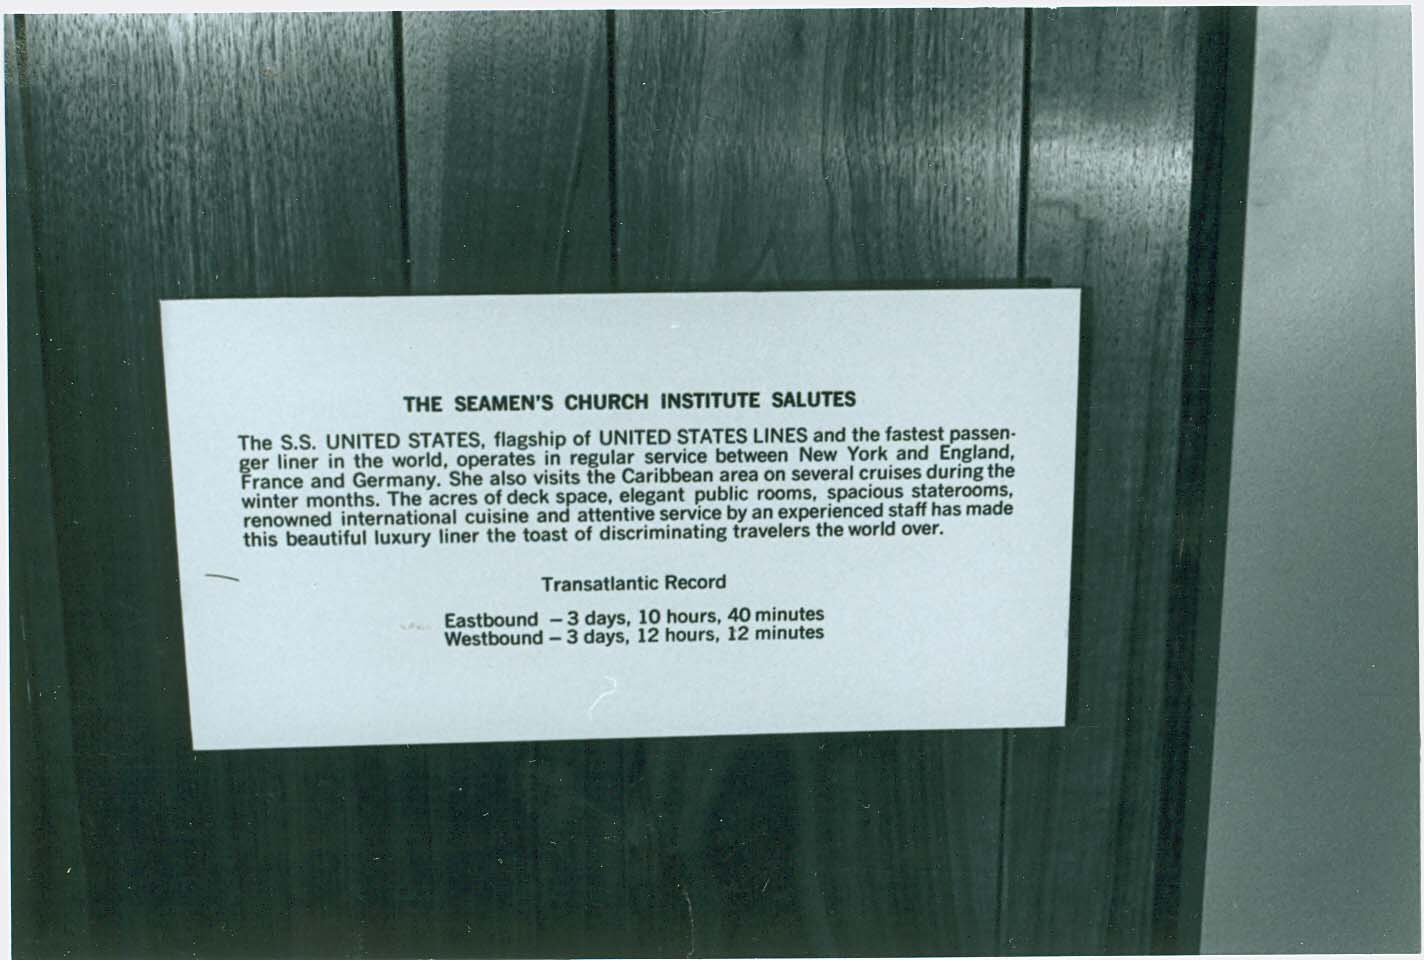 THE SEAMEN'S CHURCH INSTITUTE SALUTES
The S.S. UNITED STATES, flagship of UNITED STATES LINES and the fastest passen-
ger liner in the world, operates in regular service between New York and England,
France and Germany. She also visits the Caribbean area on several cruises during the
winter months. The acres of deck space, elegant public rooms, spacious staterooms,
renowned international cuisine and attentive service by an experienced staff has made
this beautiful luxury liner the toast of discriminating travelers the world over.
Transatlantic Record
Eastbound – 3 days, 10 hours, 40 minutes
Westbound – 3 days, 12 hours, 12 minutes